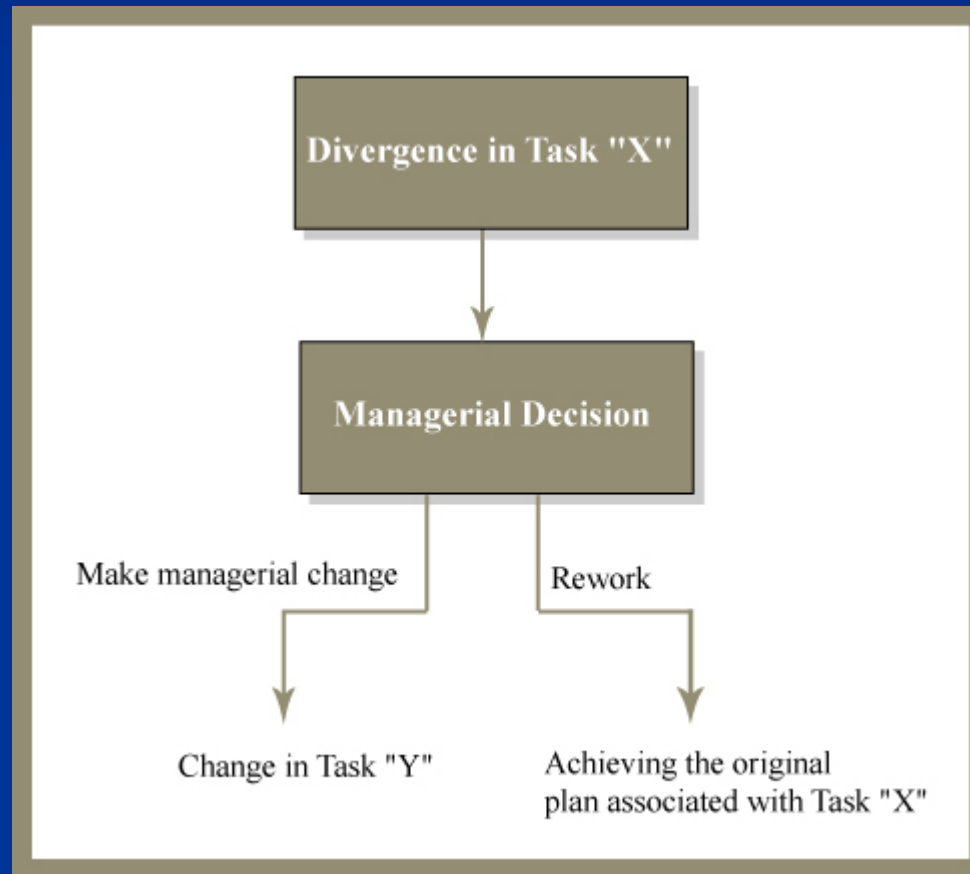 Divergence in Task "X"
Managerial Decision
Make managerial change
Rework
Change in Task "Y"
Achieving the original
plan associated with Task "X"